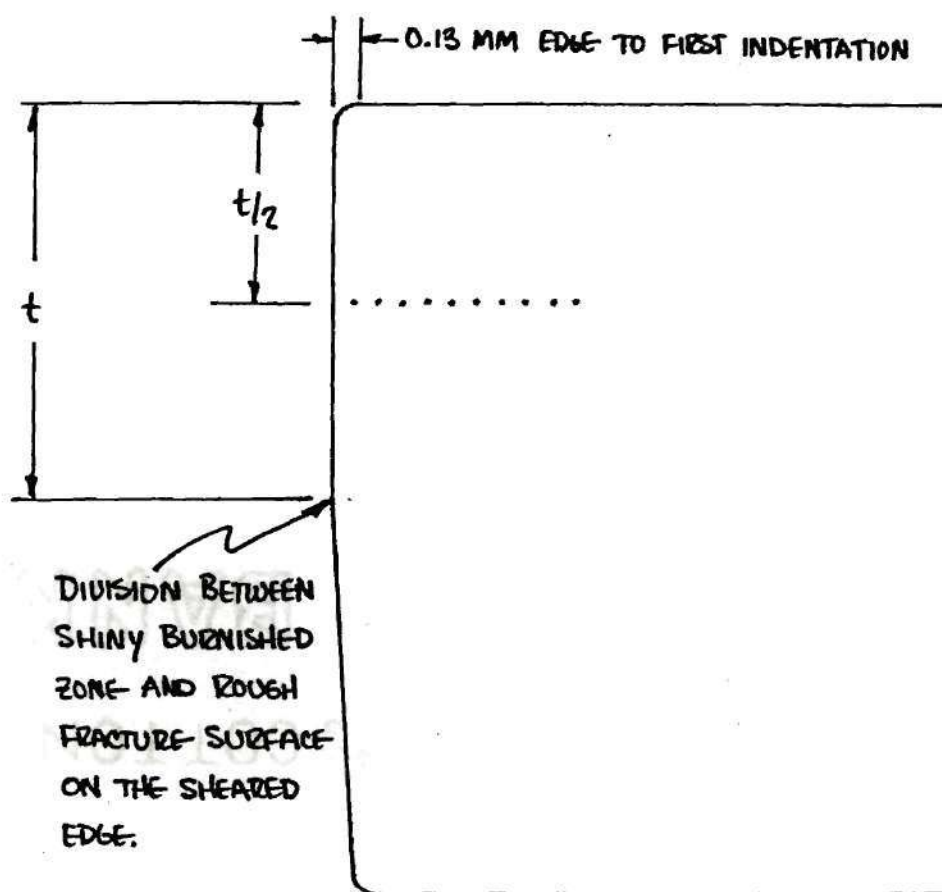 0.13 MM EDGE TO FIRST INDENTATION
t/2
t
DIVISION BETWEEN
SHINY BURNISHED
ZONE AND ROUGH
FRACTURE SURFACE
ON THE SHEARED
EDGE.